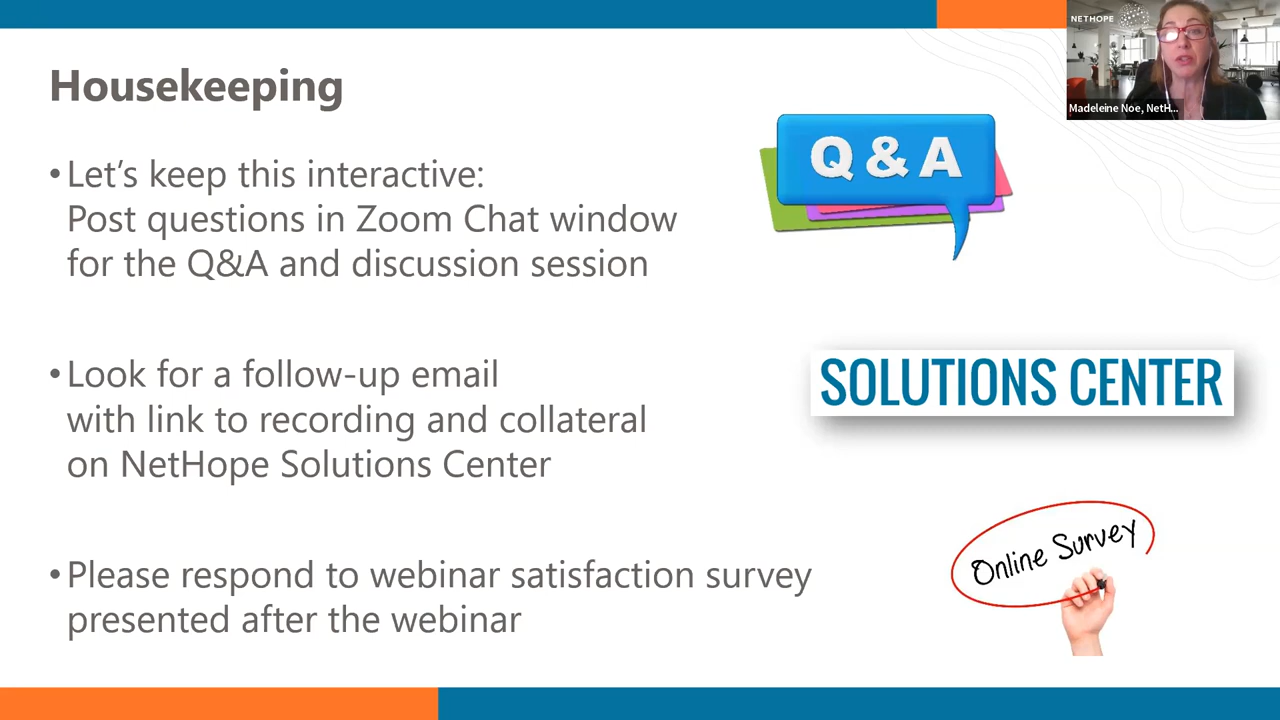 NETHOPE
Madeleine Noe, NetH...
Housekeeping
Q & A
•Let's keep this interactive:
Post questions in Zoom Chat window
for the Q&A and discussion session
•Look for a follow-up email
with link to recording and collateral
on NetHope Solutions Center
SOLUTIONS CENTER
•Please respond to webinar satisfaction survey
presented after the webinar
Online Survey